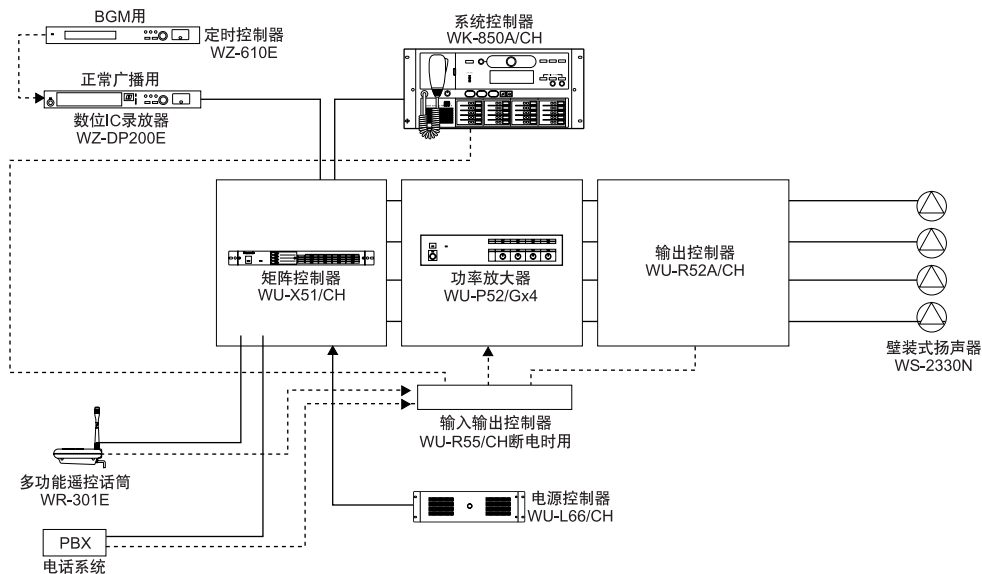 BGM用
定时控制器
WZ-610E
正常广播用
数位IC录放器
WZ-DP200E
系统控制器
WK-850A/CH
矩阵控制器
WU-X51/CH
功率放大器
WU-P52/Gx4
输出控制器
WU-R52A/CH
壁装式扬声器
WS-2330N
输入输出控制器
WU-R55/CH断电时用
多功能遥控话筒
WR-301E
电源控制器
WU-L66/CH
PBX
电话系统